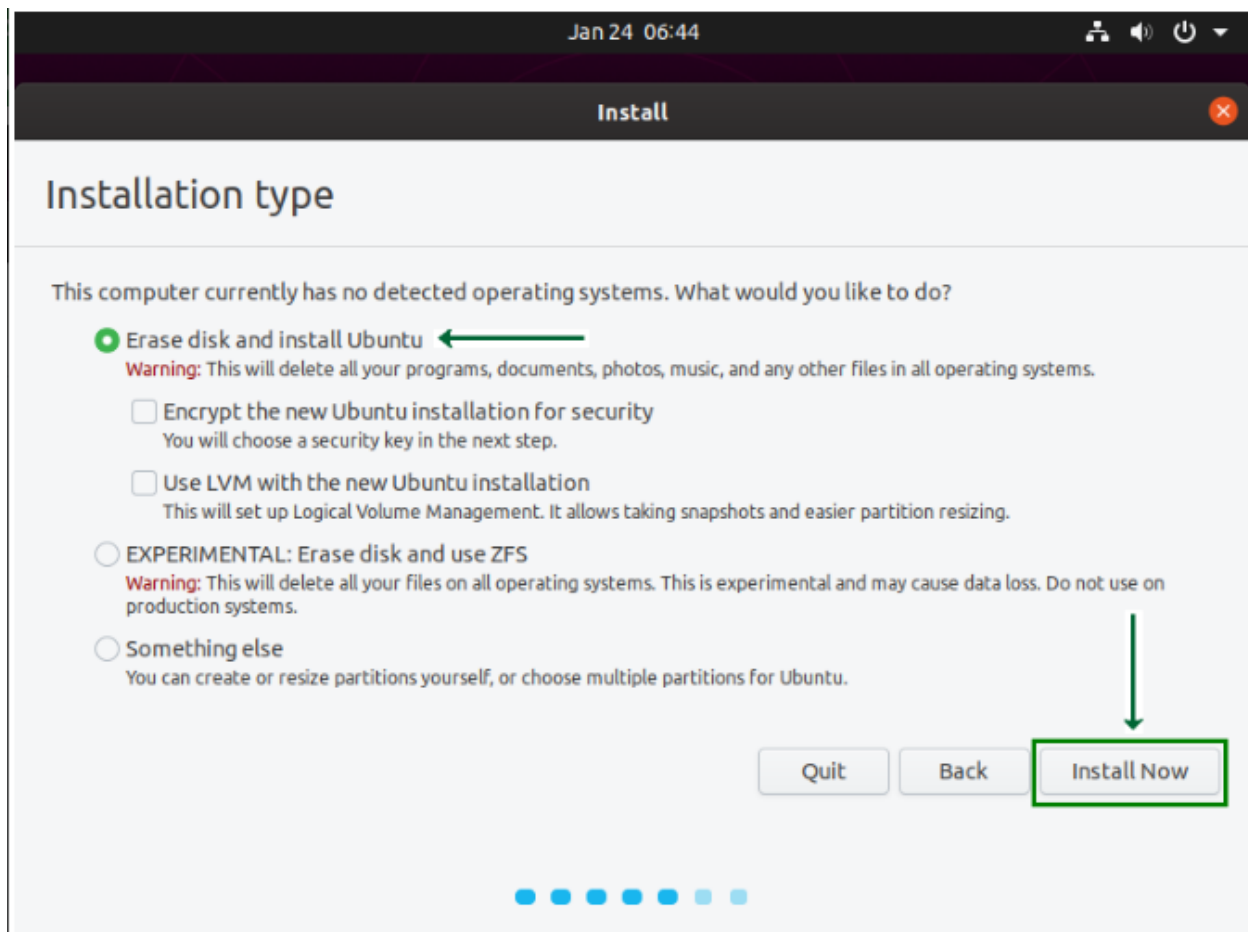 Jan 24 06:44
Install
Installation type
This computer currently has no detected operating systems. What would you like to do?
Erase disk and install Ubuntu
Warning: This will delete all your programs, documents, photos, music, and any other files in all operating systems.
Encrypt the new Ubuntu installation for security
You will choose a security key in the next step.
Use LVM with the new Ubuntu installation
This will set up Logical Volume Management. It allows taking snapshots and easier partition resizing.
EXPERIMENTAL: Erase disk and use ZFS
Warning: This will delete all your files on all operating systems. This is experimental and may cause data loss. Do not use on
production systems.
Something else
You can create or resize partitions yourself, or choose multiple partitions for Ubuntu.
Quit Back Install Now